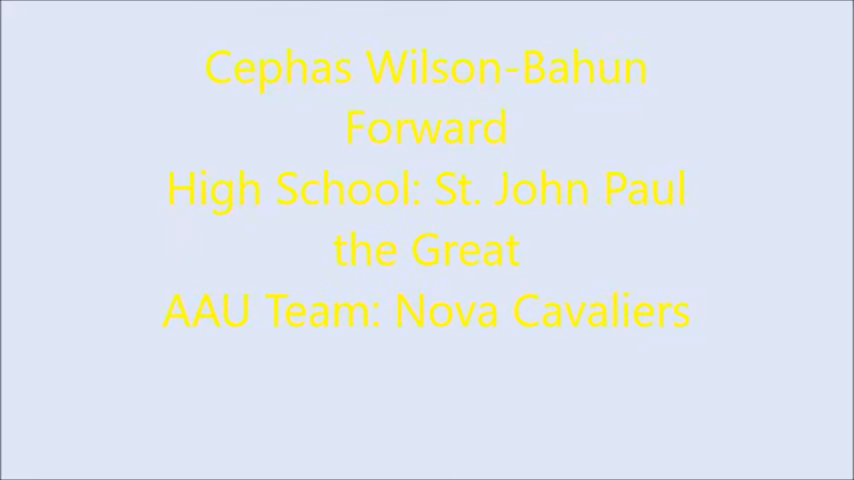 Cephas Wilson-Bahun
Forward
High School: St. John Paul
the Great
AAU Team: Nova Cavaliers